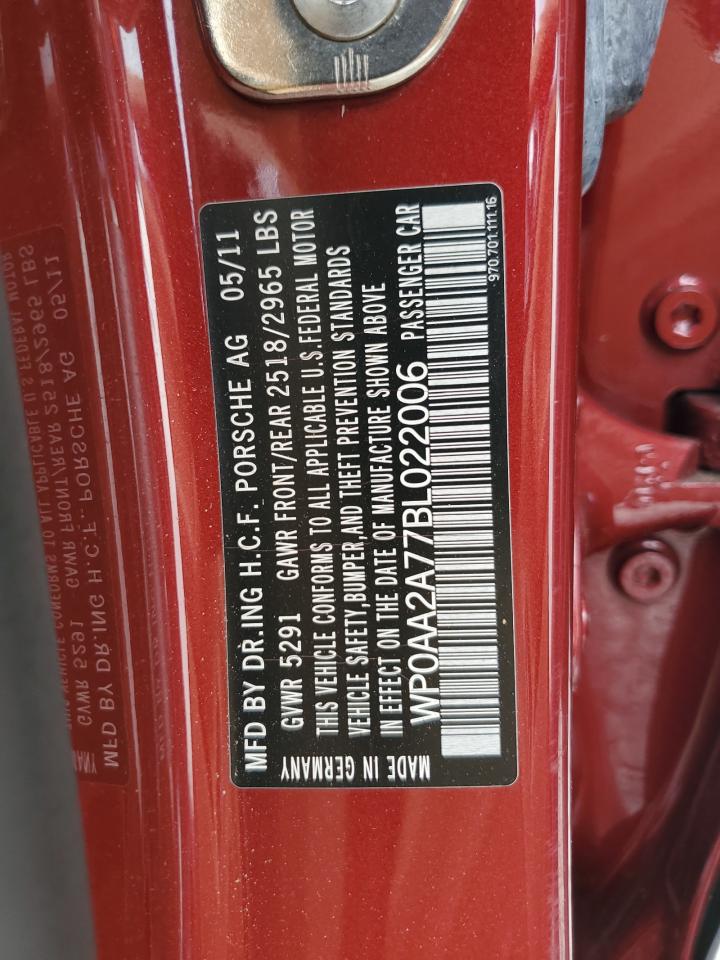 MFD BY DR.ING H.C.F. PORSCHE AG 05/11
GVWR 5291 GAWR FRONT/REAR 2518/2965 LBS
THIS VEHICLE CONFORMS TO ALL APPLICABLE U.S.FEDERAL MOTOR
VEHICLE SAFETY,BUMPER,AND THEFT PREVENTION STANDARDS
IN EFFECT ON THE DATE OF MANUFACTURE SHOWN ABOVE
WP0AA2A77BL022006 PASSENGER CAR
970.701.111.16
MADE IN GERMANY